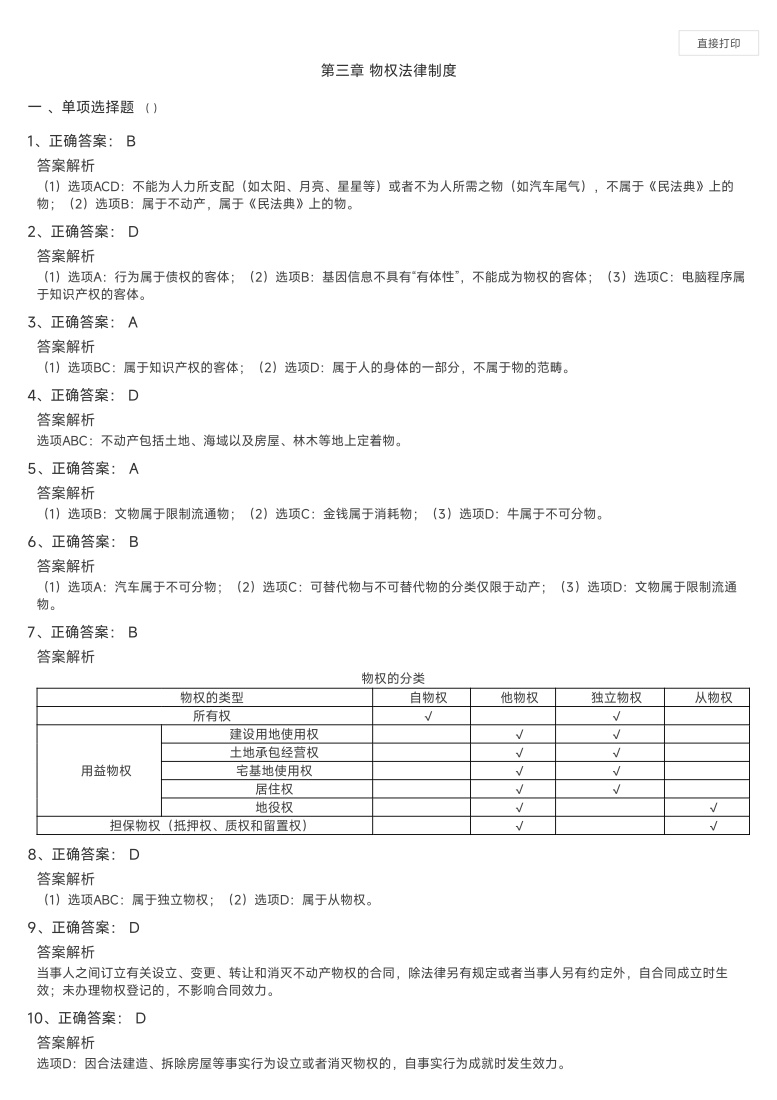 直接打印
第三章 物权法律制度
一 、单项选择题 （ ）
1、正确答案： B
答案解析
（1）选项ACD：不能为人力所支配（如太阳、月亮、星星等）或者不为人所需之物（如汽车尾气），不属于《民法典》上的
物；（2）选项B：属于不动产，属于《民法典》上的物。
2、正确答案： D
答案解析
（1）选项A：行为属于债权的客体；（2）选项B：基因信息不具有“有体性”，不能成为物权的客体；（3）选项C：电脑程序属
于知识产权的客体。
3、正确答案： A
答案解析
（1）选项BC：属于知识产权的客体；（2）选项D：属于人的身体的一部分，不属于物的范畴。
4、正确答案： D
答案解析
选项ABC：不动产包括土地、海域以及房屋、林木等地上定着物。
5、正确答案： A
答案解析
（1）选项B：文物属于限制流通物；（2）选项C：金钱属于消耗物；（3）选项D：牛属于不可分物。
6、正确答案： B
答案解析
（1）选项A：汽车属于不可分物；（2）选项C：可替代物与不可替代物的分类仅限于动产；（3）选项D：文物属于限制流通
物。
7、正确答案： B
答案解析
物权的分类
物权的类型 自物权 他物权 独立物权 从物权
所有权 √ √
用益物权 建设用地使用权 √ √
土地承包经营权 √ √
宅基地使用权 √ √
居住权 √ √
地役权 √ √
担保物权（抵押权、质权和留置权） √ √
8、正确答案： D
答案解析
（1）选项ABC：属于独立物权；（2）选项D：属于从物权。
9、正确答案： D
答案解析
当事人之间订立有关设立、变更、转让和消灭不动产物权的合同，除法律另有规定或者当事人另有约定外，自合同成立时生
效；未办理物权登记的，不影响合同效力。
10、正确答案： D
答案解析
选项D：因合法建造、拆除房屋等事实行为设立或者消灭物权的，自事实行为成就时发生效力。